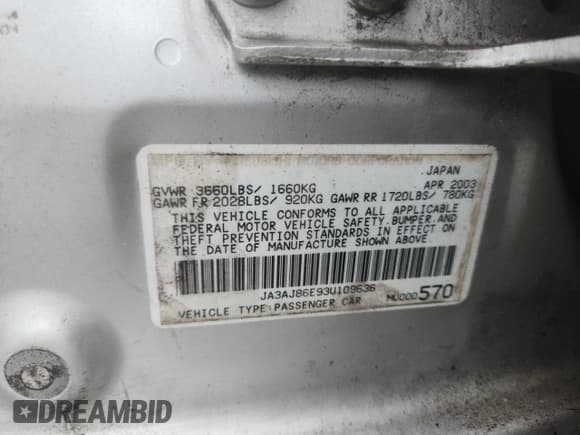 JAPAN
GVWR 3660LBS/ 1660KG APR 2003
GAWR FR 2028LBS/ 920KG GAWR RR 1720LBS/ 780KG
THIS VEHICLE CONFORMS TO ALL APPLICABLE
FEDERAL MOTOR VEHICLE SAFETY, BUMPER, AND
THEFT PREVENTION STANDARDS IN EFFECT ON
THE DATE OF MANUFACTURE SHOWN ABOVE.
JA3AJ86E93U109636
VEHICLE TYPE:PASSENGER CAR MU000570
DREAMBID